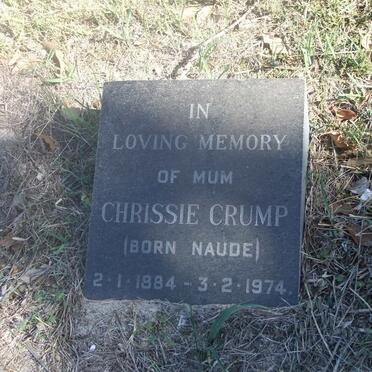 IN
LOVING MEMORY
OF MUM
CHRISSIE CRUMP
(BORN NAUDE)
2-1-1884 - 3-2-1974.